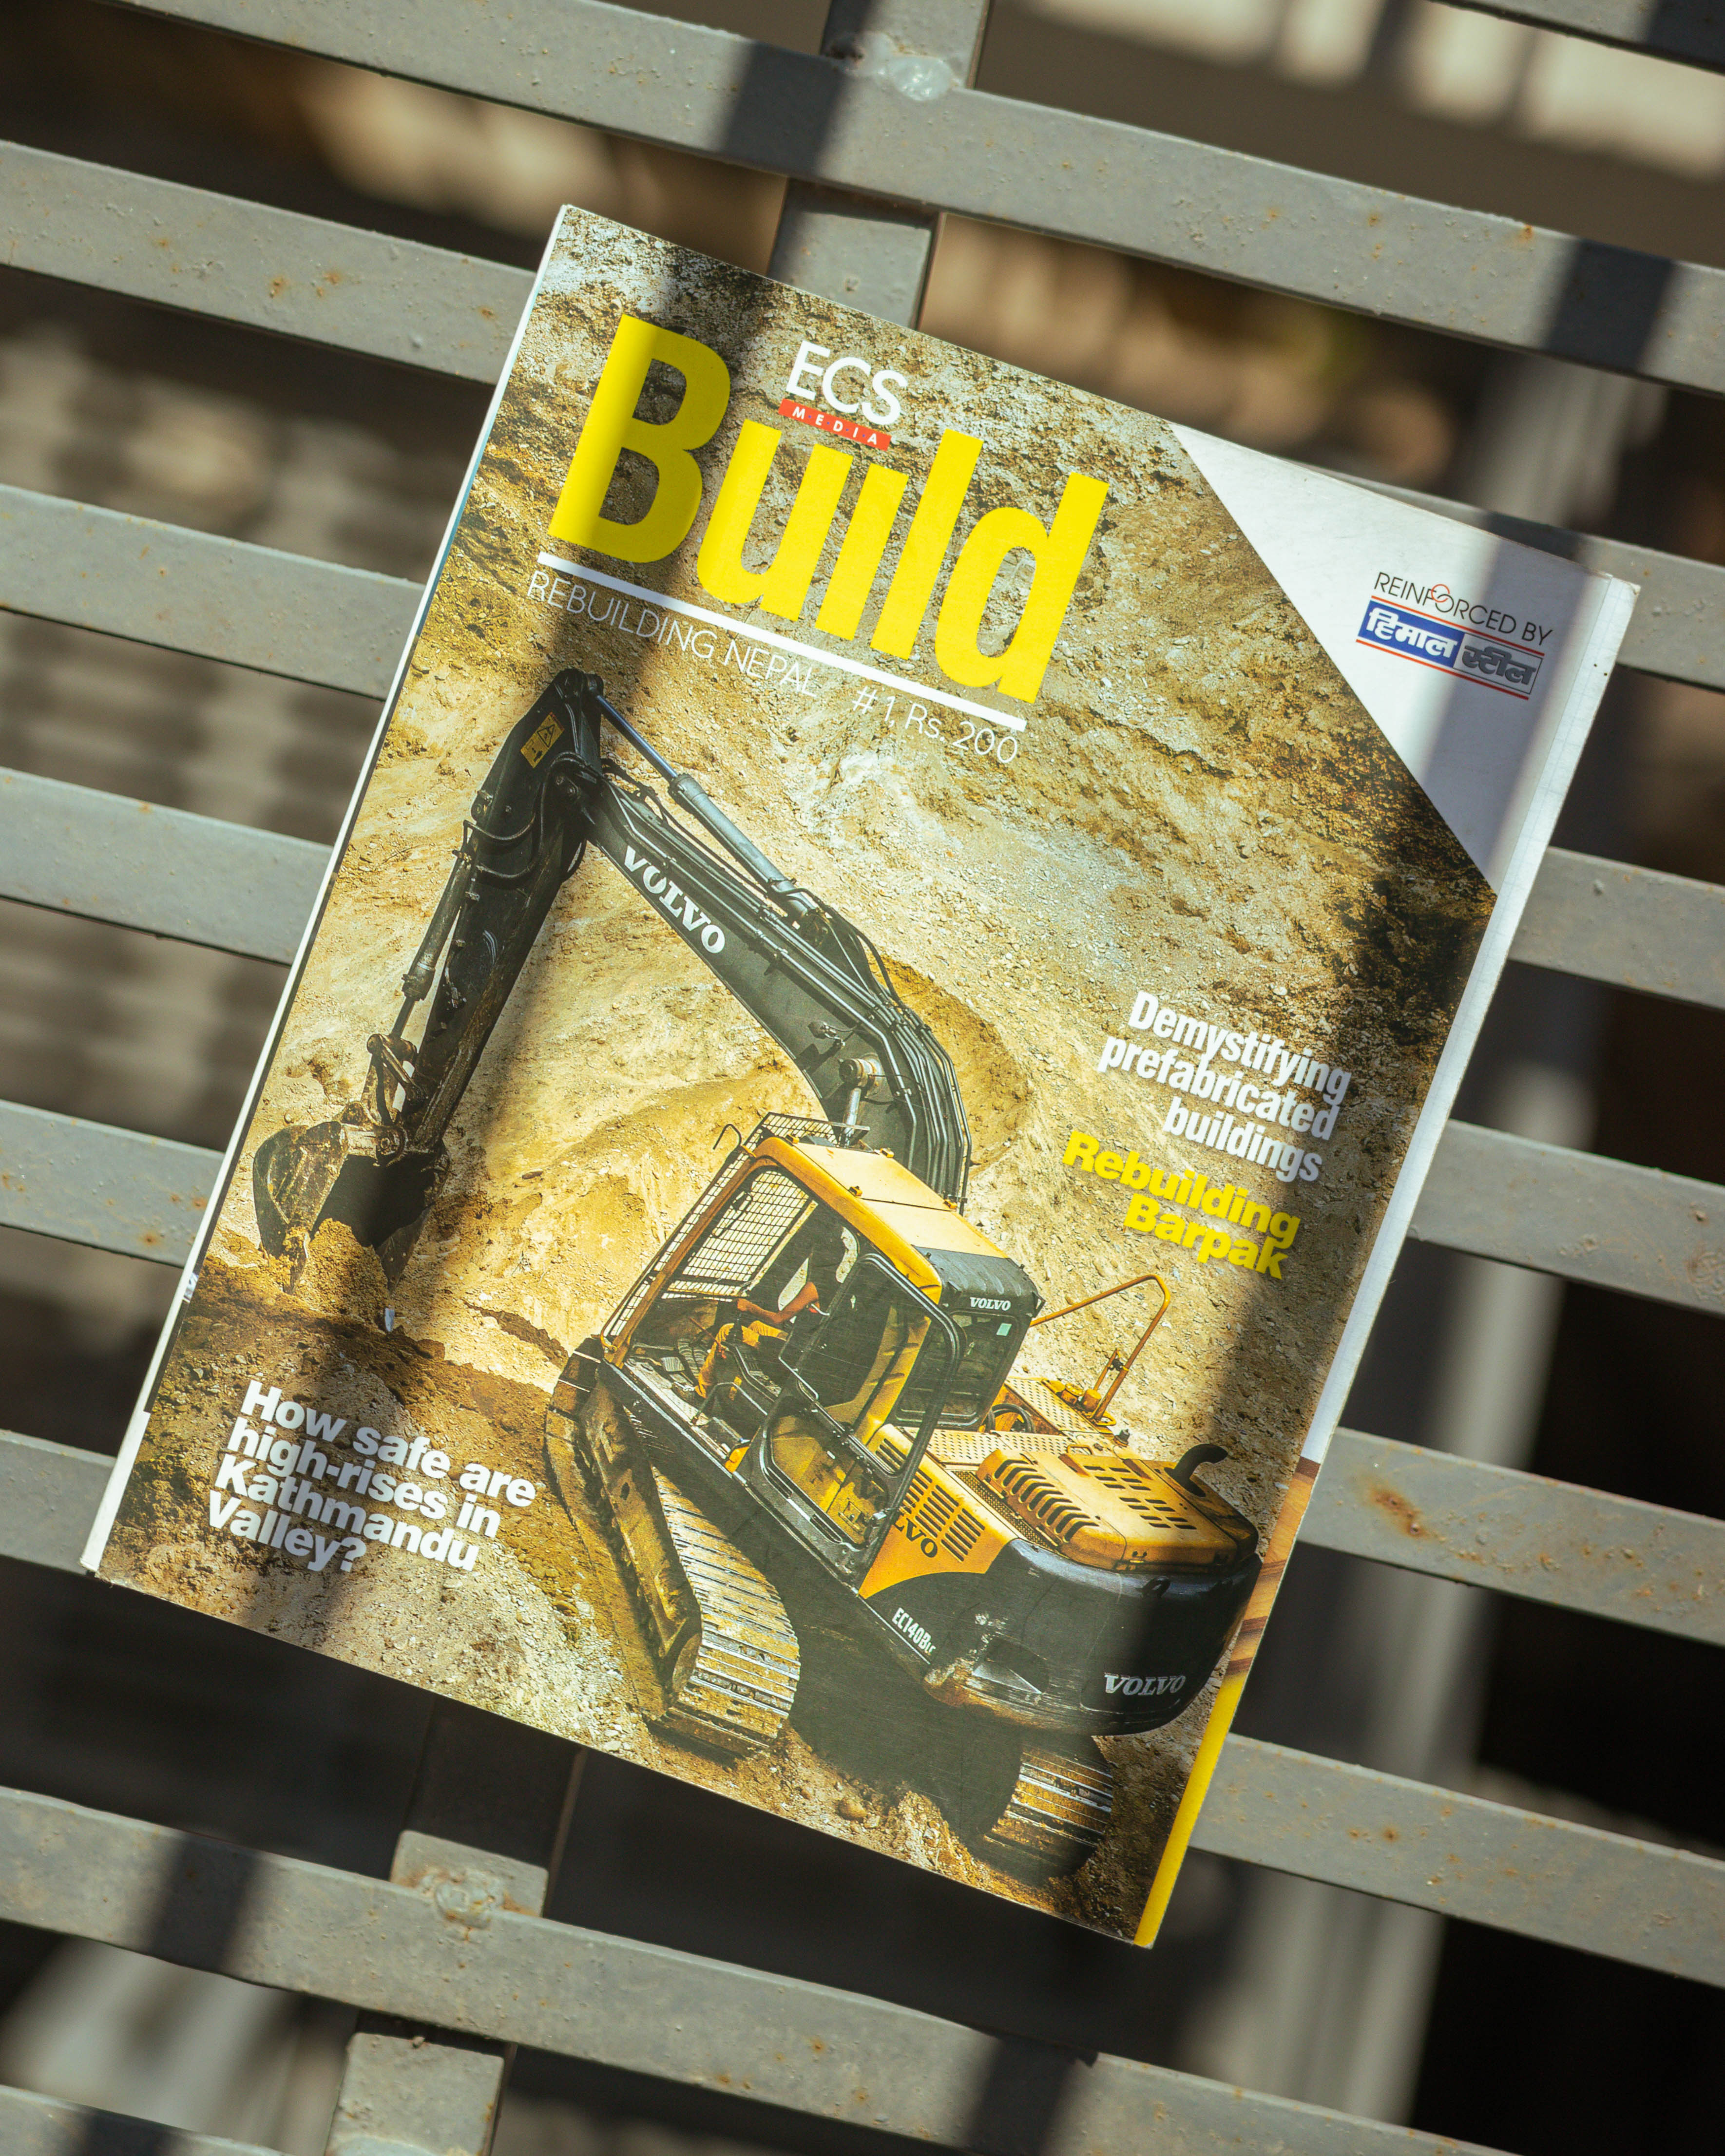 ECS
MEDIA
Build
REBUILDING NEPAL #1, Rs. 200
REINFORCED BY
हिमाल स्टील
VOLVO
Demystifying
prefabricated
buildings
Rebuilding
Barpak
VOLVO
How safe are
high-rises in
Kathmandu
Valley?
VOLVO
EC140BLC
VOLVO